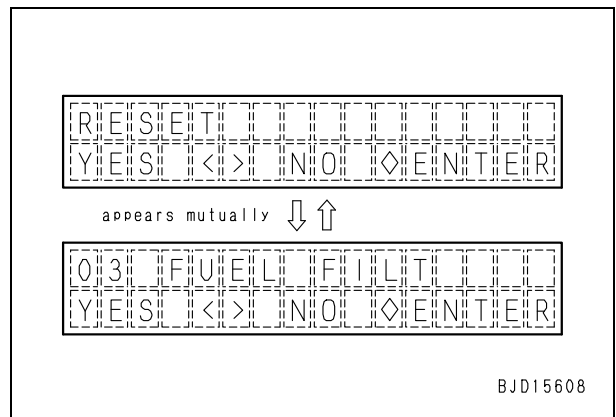 RESET
YES <> NO ◇ENTER
appears mutually ⇩⇧
03 FUEL FILT
YES <> NO ◇ENTER
BJD15608